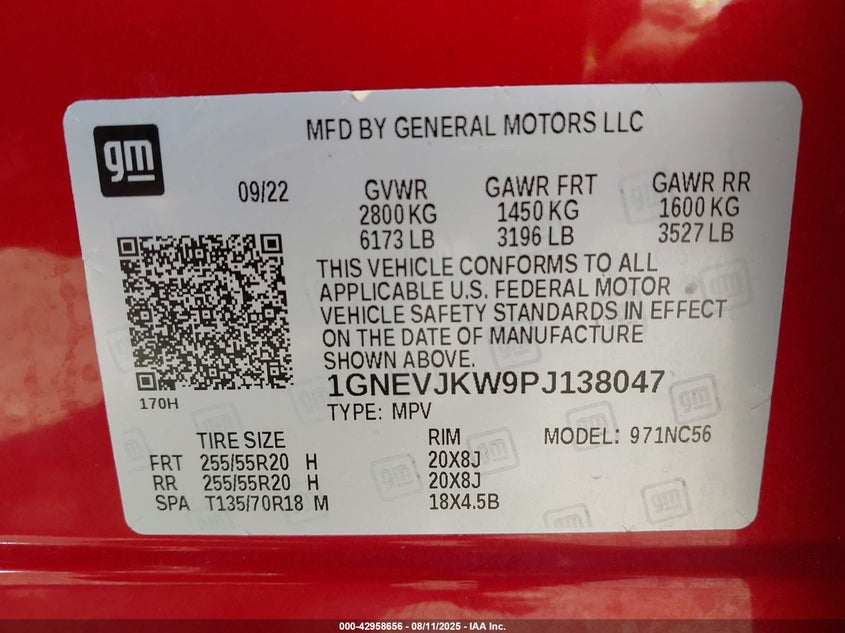 gm
MFD BY GENERAL MOTORS LLC
09/22 GVWR GAWR FRT GAWR RR
2800 KG 1450 KG 1600 KG
6173 LB 3196 LB 3527 LB
THIS VEHICLE CONFORMS TO ALL
APPLICABLE U.S. FEDERAL MOTOR
VEHICLE SAFETY STANDARDS IN EFFECT
ON THE DATE OF MANUFACTURE
SHOWN ABOVE.
1GNEVJKW9PJ138047
170H
TYPE: MPV
TIRE SIZE RIM MODEL: 971NC56
FRT 255/55R20 H 20X8J
RR 255/55R20 H 20X8J
SPA T135/70R18 M 18X4.5B
000-42958656 - 08/11/2025 - IAA Inc.